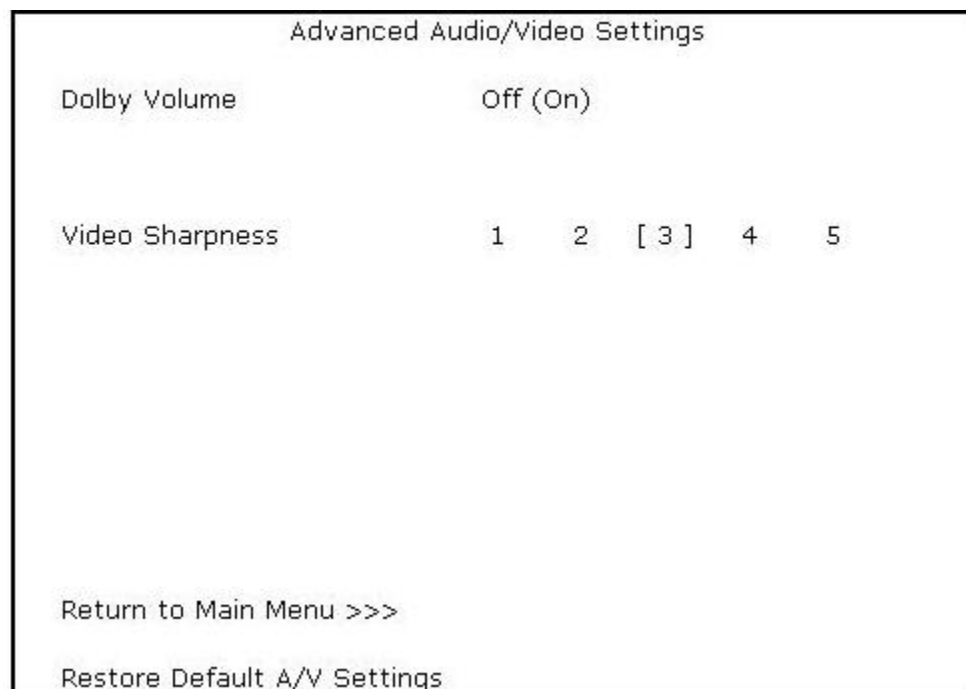 Advanced Audio/Video Settings
Dolby Volume Off (On)
Video Sharpness 1 2 [ 3 ] 4 5
Return to Main Menu >>>
Restore Default A/V Settings